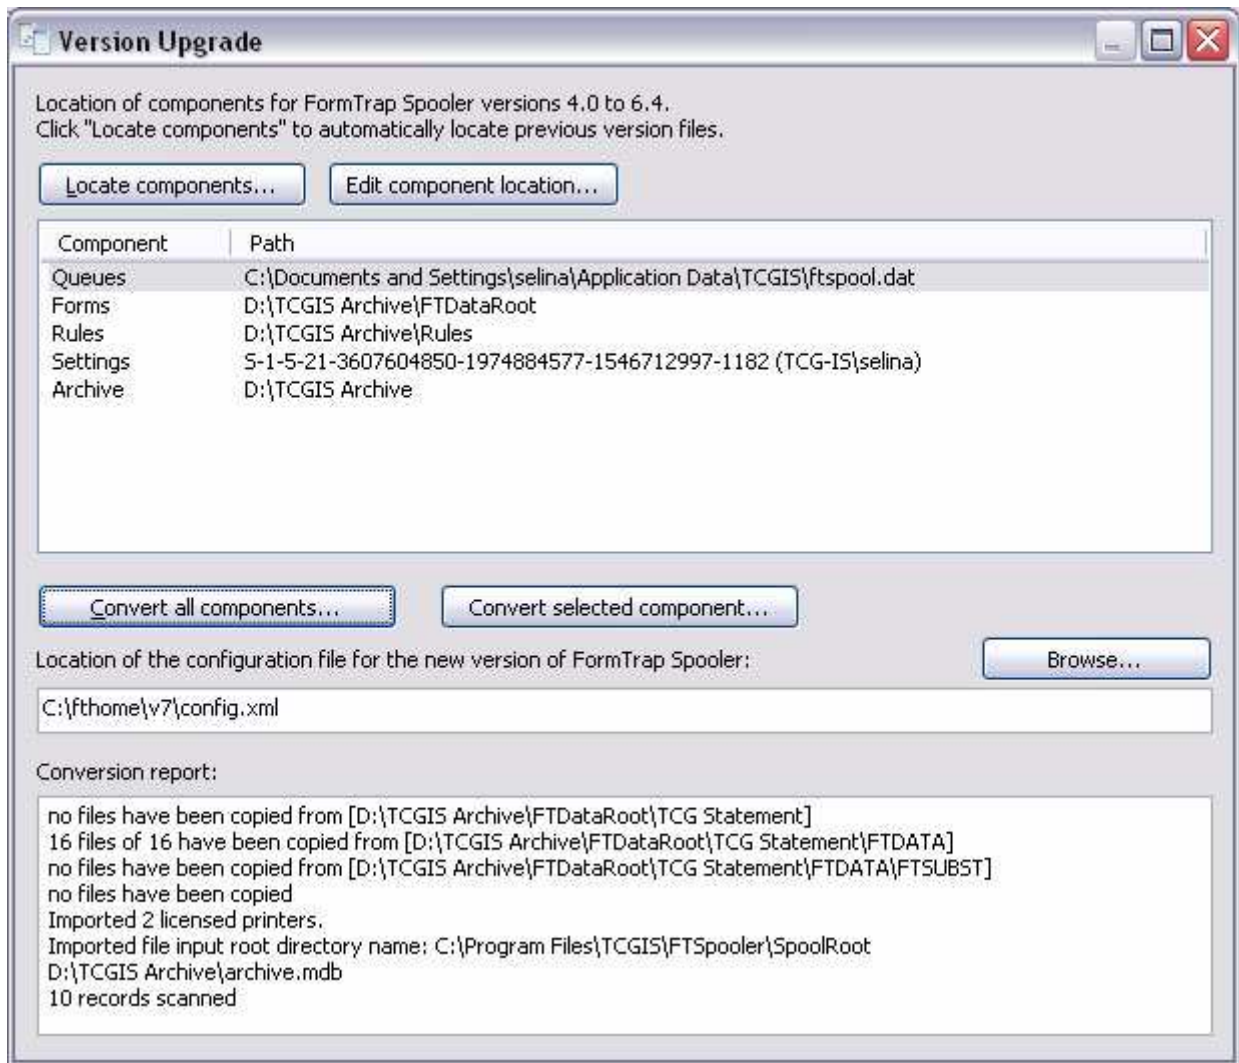 Version Upgrade
Location of components for FormTrap Spooler versions 4.0 to 6.4.
Click "Locate components" to automatically locate previous version files.
Locate components... Edit component location...
Component Path
Queues C:\Documents and Settings\selina\Application Data\TCGIS\ftspool.dat
Forms D:\TCGIS Archive\FTDataRoot
Rules D:\TCGIS Archive\Rules
Settings S-1-5-21-3607604850-1974884577-1546712997-1182 (TCG-IS\selina)
Archive D:\TCGIS Archive
Convert all components... Convert selected component...
Location of the configuration file for the new version of FormTrap Spooler: Browse...
C:\fthome\v7\config.xml
Conversion report:
no files have been copied from [D:\TCGIS Archive\FTDataRoot\TCG Statement]
16 files of 16 have been copied from [D:\TCGIS Archive\FTDataRoot\TCG Statement\FTDATA]
no files have been copied from [D:\TCGIS Archive\FTDataRoot\TCG Statement\FTDATA\FTSUBST]
no files have been copied
Imported 2 licensed printers.
Imported file input root directory name: C:\Program Files\TCGIS\FTSpooler\SpoolRoot
D:\TCGIS Archive\archive.mdb
10 records scanned